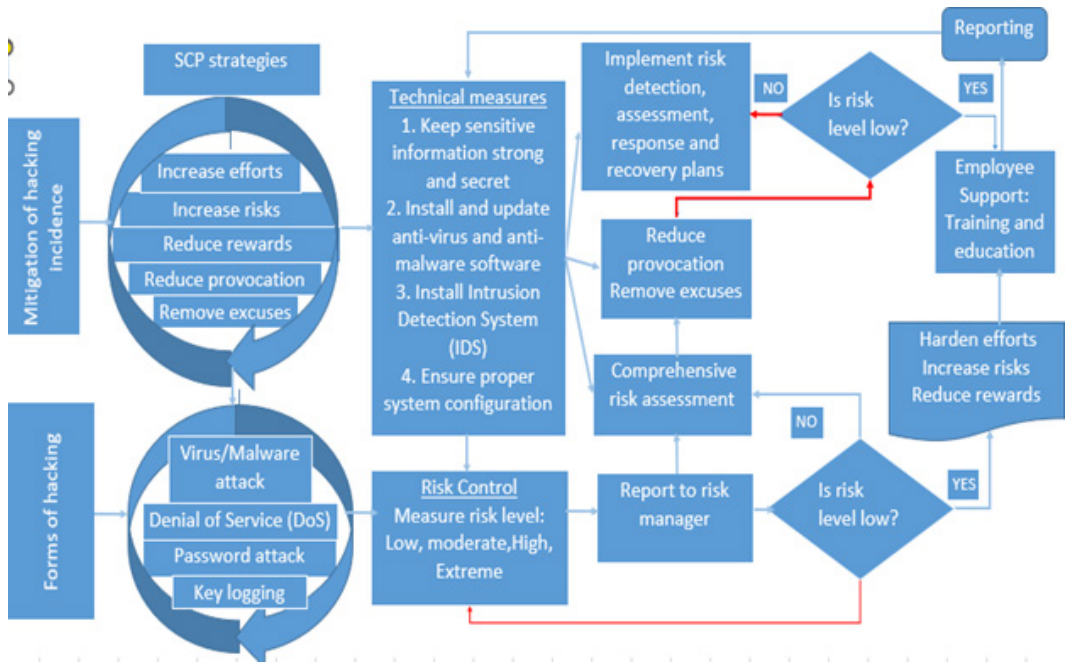 Reporting
SCP strategies
Mitigation of hacking
incidence
Increase efforts
Increase risks
Reduce rewards
Reduce provocation
Remove excuses
Technical measures
1. Keep sensitive
information strong
and secret
2. Install and update
anti-virus and anti-
malware software
3. Install Intrusion
Detection System
(IDS)
4. Ensure proper
system configuration
Implement risk
detection,
assessment,
response and
recovery plans
NO
Is risk
level low?
YES
Employee
Support:
Training and
education
Reduce
provocation
Remove excuses
Harden efforts
Increase risks
Reduce rewards
Comprehensive
risk assessment
NO
YES
Forms of hacking
Virus/Malware
attack
Denial of Service (DoS)
Password attack
Key logging
Risk Control
Measure risk level:
Low, moderate,High,
Extreme
Report to risk
manager
Is risk
level low?